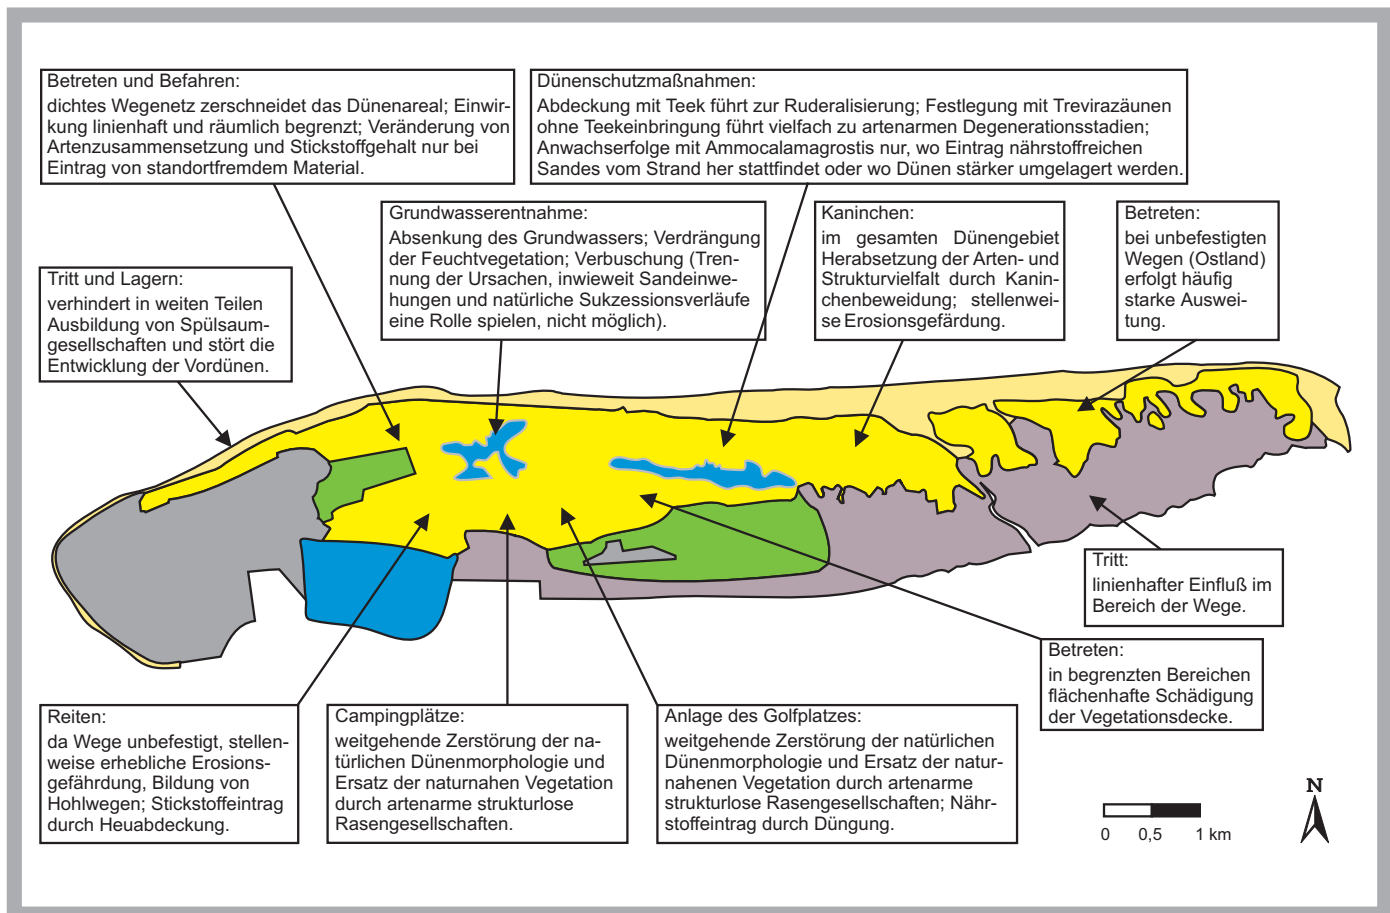 Betreten und Befahren:
dichtes Wegenetz zerschneidet das Dünenareal; Einwir-
kung linienhaft und räumlich begrenzt; Veränderung von
Artenzusammensetzung und Stickstoffgehalt nur bei
Eintrag von standortfremdem Material.
Dünenschutzmaßnahmen:
Abdeckung mit Teek führt zur Ruderalisierung; Festlegung mit Trevirazäunen
ohne Teekeinbringung führt vielfach zu artenarmen Degenerationsstadien;
Anwachserfolge mit Ammocalamagrostis nur, wo Eintrag nährstoffreichen
Sandes vom Strand her stattfindet oder wo Dünen stärker umgelagert werden.
Grundwasserentnahme:
Absenkung des Grundwassers; Verdrängung
der Feuchtvegetation; Verbuschung (Tren-
nung der Ursachen, inwieweit Sandeinwe-
hungen und natürliche Sukzessionsverläufe
eine Rolle spielen, nicht möglich).
Kaninchen:
im gesamten Dünengebiet
Herabsetzung der Arten- und
Strukturvielfalt durch Kanin-
chenbeweidung; stellenwei-
se Erosionsgefärdung.
Betreten:
bei unbefestigten
Wegen (Ostland)
erfolgt häufig
starke Auswei-
tung.
Tritt und Lagern:
verhindert in weiten Teilen
Ausbildung von Spülsaum-
gesellschaften und stört die
Entwicklung der Vordünen.
Tritt:
linienhafter Einfluß im
Bereich der Wege.
Betreten:
in begrenzten Bereichen
flächenhafte Schädigung
der Vegetationsdecke.
Reiten:
da Wege unbefestigt, stellen-
weise erhebliche Erosions-
gefährdung, Bildung von
Hohlwegen; Stickstoffeintrag
durch Heuabdeckung.
Campingplätze:
weitgehende Zerstörung der na-
türlichen Dünenmorphologie und
Ersatz der naturnahen Vegetation
durch artenarme strukturlose
Rasengesellschaften.
Anlage des Golfplatzes:
weitgehende Zerstörung der natürlichen
Dünenmorphologie und Ersatz der natur-
nahenen Vegetation durch artenarme
strukturlose Rasengesellschaften; Nähr-
stoffeintrag durch Düngung.
N
0 0,5 1 km